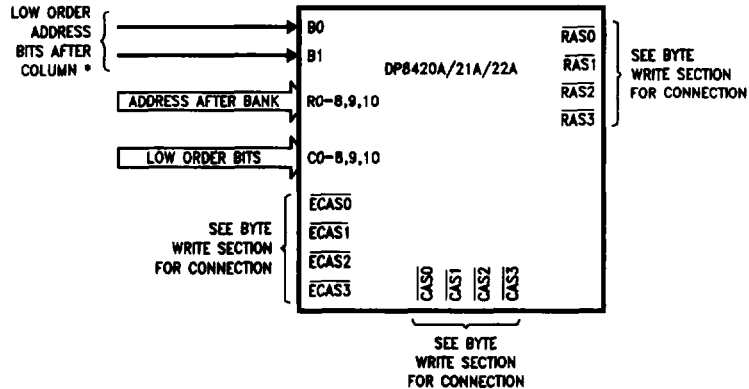 LOW ORDER
ADDRESS
BITS AFTER
COLUMN *
B0
B1
ADDRESS AFTER BANK
R0-8,9,10
LOW ORDER BITS
C0-8,9,10
DP8420A/21A/22A
RAS0
RAS1
RAS2
RAS3
SEE BYTE
WRITE SECTION
FOR CONNECTION
SEE BYTE
WRITE SECTION
FOR CONNECTION
ECAS0
ECAS1
ECAS2
ECAS3
CAS0
CAS1
CAS2
CAS3
SEE BYTE
WRITE SECTION
FOR CONNECTION